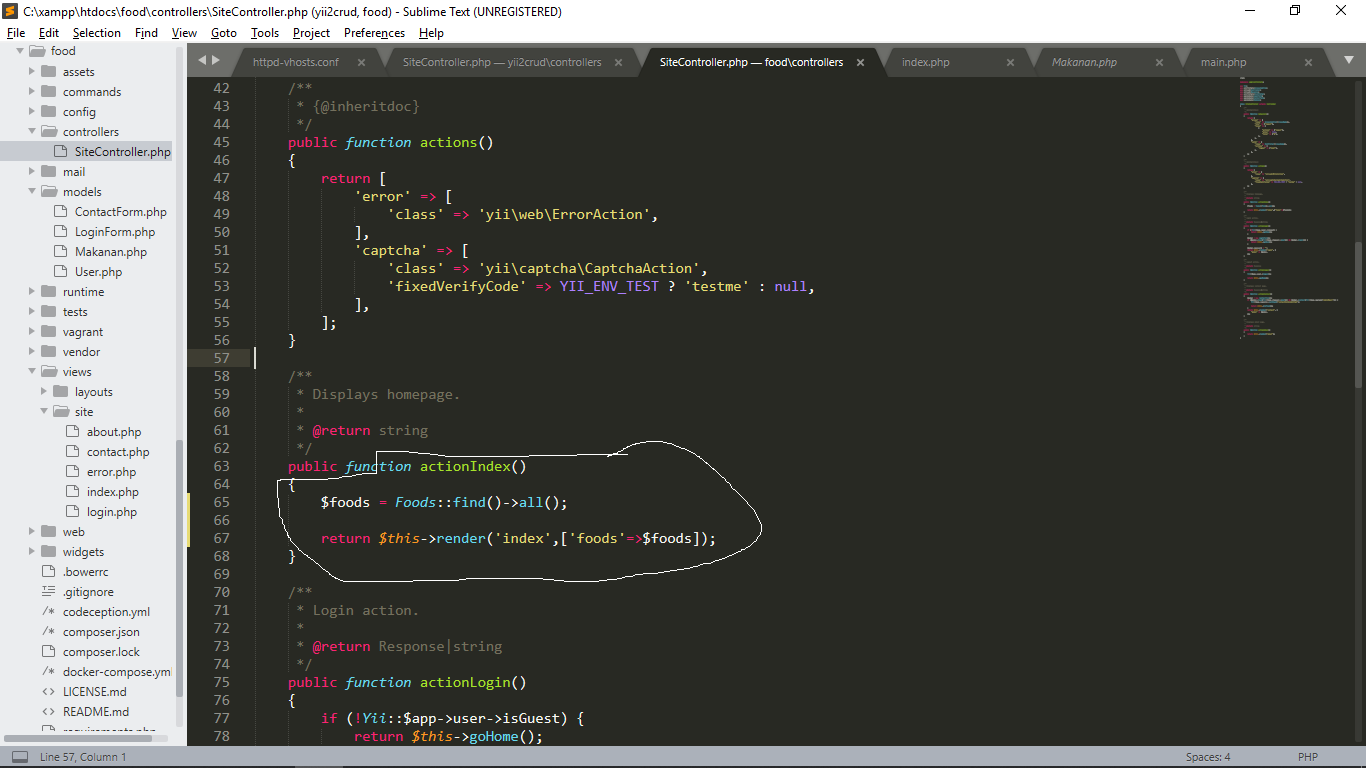 C:\xampp\htdocs\food\controllers\SiteController.php (yii2crud, food) - Sublime Text (UNREGISTERED)
File Edit Selection Find View Goto Tools Project Preferences Help
food
assets
commands
config
controllers
SiteController.php
mail
models
ContactForm.php
LoginForm.php
Makanan.php
User.php
runtime
tests
vagrant
vendor
views
layouts
site
about.php
contact.php
error.php
index.php
login.php
web
widgets
.bowerrc
.gitignore
codeception.yml
composer.json
composer.lock
docker-compose.yml
LICENSE.md
README.md
requirements.php
httpd-vhosts.conf
SiteController.php — yii2crud\controllers
SiteController.php — food\controllers
index.php
Makanan.php
main.php
42 /**
43 * {@inheritdoc}
44 */
45 public function actions()
46 {
47 return [
48 'error' => [
49 'class' => 'yii\web\ErrorAction',
50 ],
51 'captcha' => [
52 'class' => 'yii\captcha\CaptchaAction',
53 'fixedVerifyCode' => YII_ENV_TEST ? 'testme' : null,
54 ],
55 ];
56 }
57
58 /**
59 * Displays homepage.
60 *
61 * @return string
62 */
63 public function actionIndex()
64 {
65 $foods = Foods::find()->all();
66
67 return $this->render('index',['foods'=>$foods]);
68 }
69
70 /**
71 * Login action.
72 *
73 * @return Response|string
74 */
75 public function actionLogin()
76 {
77 if (!Yii::$app->user->isGuest) {
78 return $this->goHome();
Line 57, Column 1
Spaces: 4
PHP